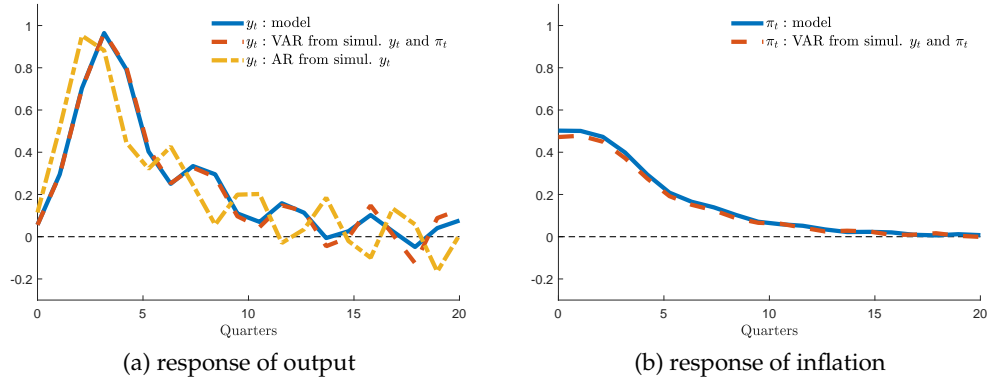 y_t : model
y_t : VAR from simul. y_t and π_t
y_t : AR from simul. y_t
1
0.8
0.6
0.4
0.2
0
-0.2
0
5
10
15
20
Quarters
(a) response of output
π_t : model
π_t : VAR from simul. y_t and π_t
1
0.8
0.6
0.4
0.2
0
-0.2
0
5
10
15
20
Quarters
(b) response of inflation